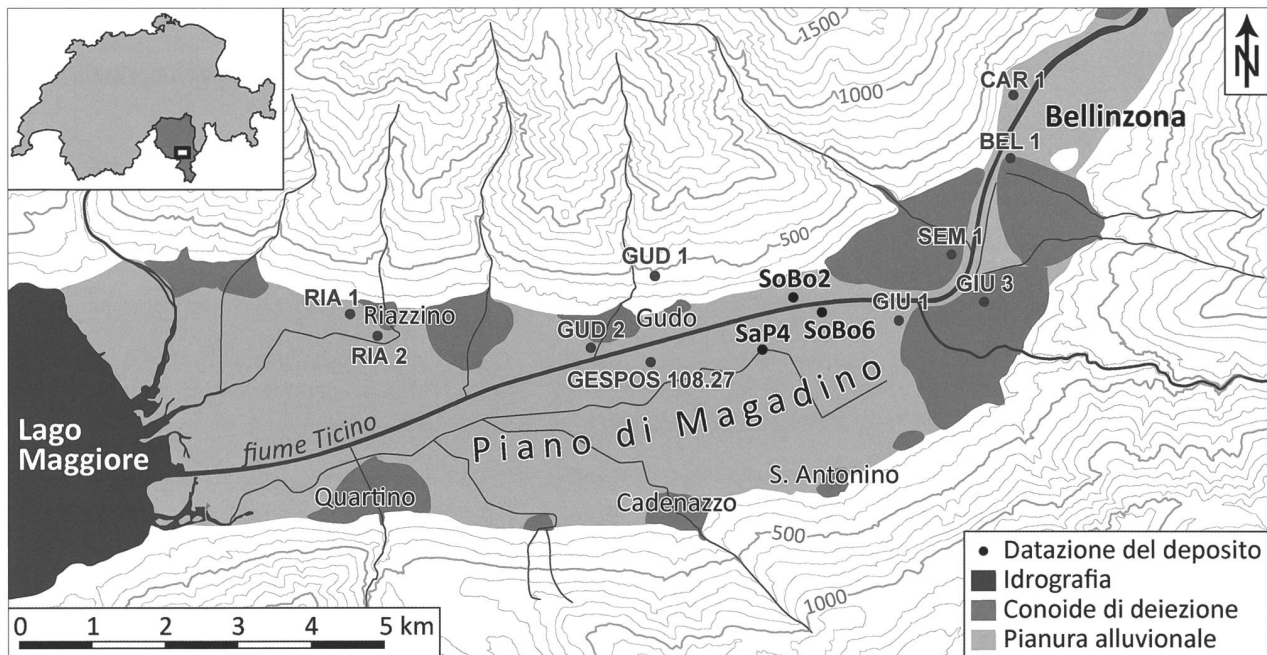 1500
N
1000
CAR 1
Bellinzona
BEL 1
500
SEM 1
GUD 1
SoBo2
GIU 3
RIA 1
Riazzino
GIU 1
Gudo
GUD 2
SoBo6
RIA 2
SaP4
GESPOS 108.27
Piano di Magadino
Lago
Maggiore
fiume Ticino
S. Antonino
Quartino
Cadenazzo
500
1000
0 1 2 3 4 5 km
Datazione del deposito
Idrografia
Conoide di deiezione
Pianura alluvionale